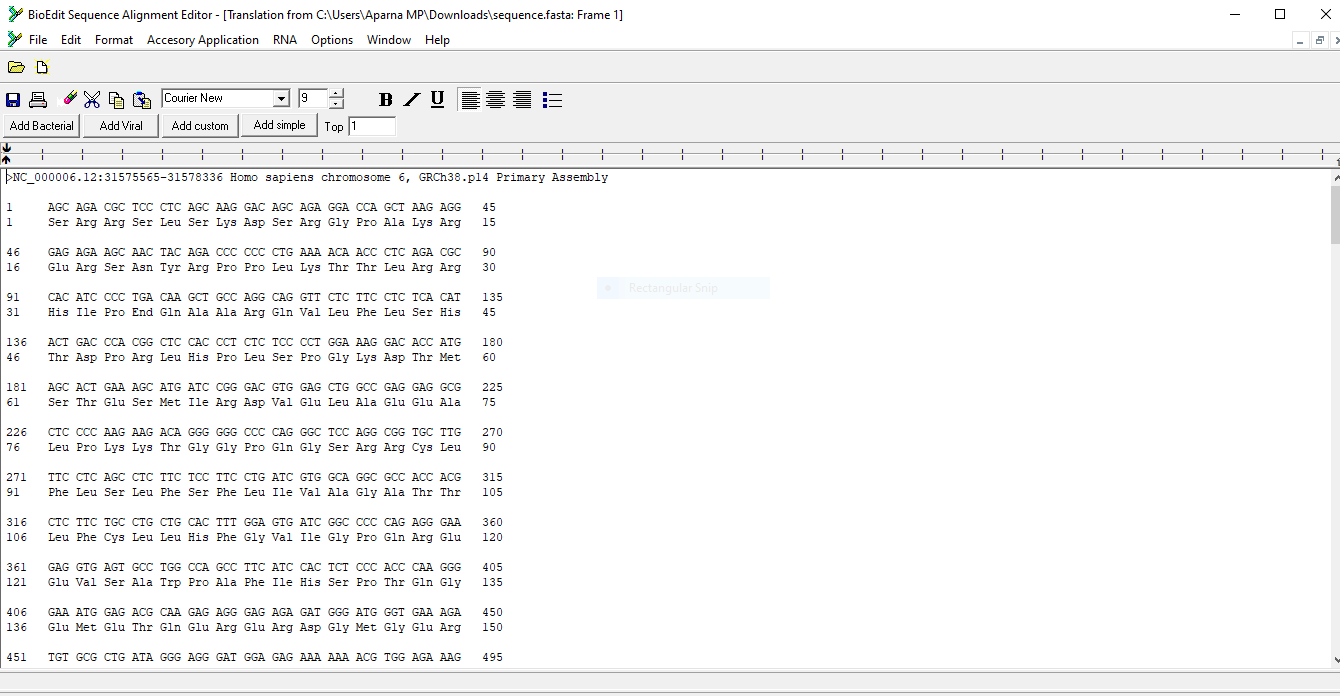 BioEdit Sequence Alignment Editor - [Translation from C:\Users\Aparna MP\Downloads\sequence.fasta: Frame 1]
File Edit Format Accesory Application RNA Options Window Help
Courier New 9 B I U
Add Bacterial Add Viral Add custom Add simple Top 1
>NC_000006.12:31575565-31578336 Homo sapiens chromosome 6, GRCh38.p14 Primary Assembly
1 AGC AGA CGC TCC CTC AGC AAG GAC AGC AGA GGA CCA GCT AAG AGG 45
1 Ser Arg Arg Ser Leu Ser Lys Asp Ser Arg Gly Pro Ala Lys Arg 15
46 GAG AGA AGC AAC TAC AGA CCC CCC CTG AAA ACA ACC CTC AGA CGC 90
16 Glu Arg Ser Asn Tyr Arg Pro Pro Leu Lys Thr Thr Leu Arg Arg 30
91 CAC ATC CCC TGA CAA GCT GCC AGG CAG GTT CTC TTC CTC TCA CAT 135
31 His Ile Pro End Gln Ala Ala Arg Gln Val Leu Phe Leu Ser His 45
Rectangular Snip
136 ACT GAC CCA CGG CTC CAC CCT CTC TCC CCT GGA AAG GAC ACC ATG 180
46 Thr Asp Pro Arg Leu His Pro Leu Ser Pro Gly Lys Asp Thr Met 60
181 AGC ACT GAA AGC ATG ATC CGG GAC GTG GAG CTG GCC GAG GAG GCG 225
61 Ser Thr Glu Ser Met Ile Arg Asp Val Glu Leu Ala Glu Glu Ala 75
226 CTC CCC AAG AAG ACA GGG GGG CCC CAG GGC TCC AGG CGG TGC TTG 270
76 Leu Pro Lys Lys Thr Gly Gly Pro Gln Gly Ser Arg Arg Cys Leu 90
271 TTC CTC AGC CTC TTC TCC TTC CTG ATC GTG GCA GGC GCC ACC ACG 315
91 Phe Leu Ser Leu Phe Ser Phe Leu Ile Val Ala Gly Ala Thr Thr 105
316 CTC TTC TGC CTG CTG CAC TTT GGA GTG ATC GGC CCC CAG AGG GAA 360
106 Leu Phe Cys Leu Leu His Phe Gly Val Ile Gly Pro Gln Arg Glu 120
361 GAG GTG AGT GCC TGG CCA GCC TTC ATC CAC TCT CCC ACC CAA GGG 405
121 Glu Val Ser Ala Trp Pro Ala Phe Ile His Ser Pro Thr Gln Gly 135
406 GAA ATG GAG ACG CAA GAG AGG GAG AGA GAT GGG ATG GGT GAA AGA 450
136 Glu Met Glu Thr Gln Glu Arg Glu Arg Asp Gly Met Gly Glu Arg 150
451 TGT GCG CTG ATA GGG AGG GAT GGA GAG AAA AAA ACG TGG AGA AAG 495